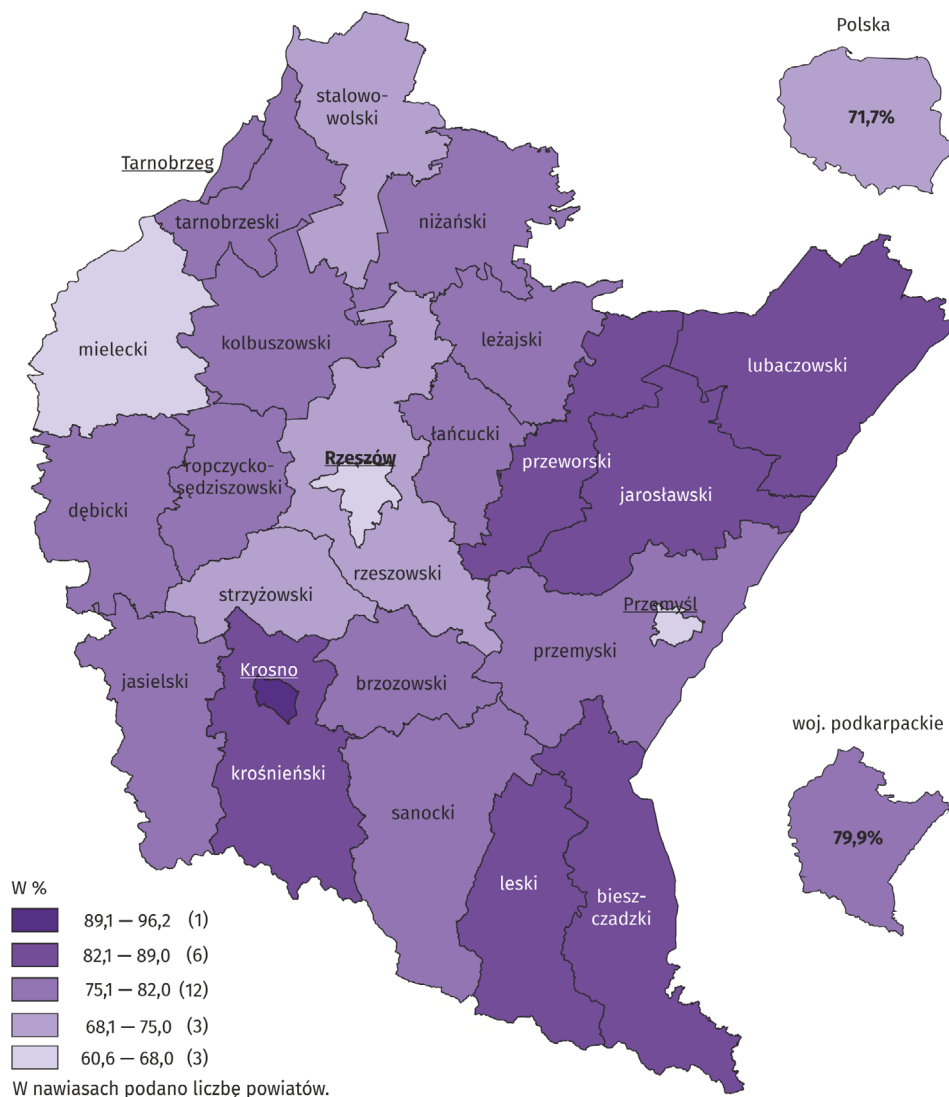 Polska
71,7%
stalowo-
wolski
Tarnobrzeg
tarnobrzeski
niżański
mielecki
kolbuszowski
leżajski
lubaczowski
łańcucki
ropczycko-
sędziszowski
Rzeszów
przeworski
jarosławski
dębicki
rzeszowski
strzyżowski
Przemyśl
przemyski
jasielski
Krosno
brzozowski
krośnieński
sanocki
leski
biesz-
czadzki
woj. podkarpackie
79,9%
W %
89,1 — 96,2 (1)
82,1 — 89,0 (6)
75,1 — 82,0 (12)
68,1 — 75,0 (3)
60,6 — 68,0 (3)
W nawiasach podano liczbę powiatów.